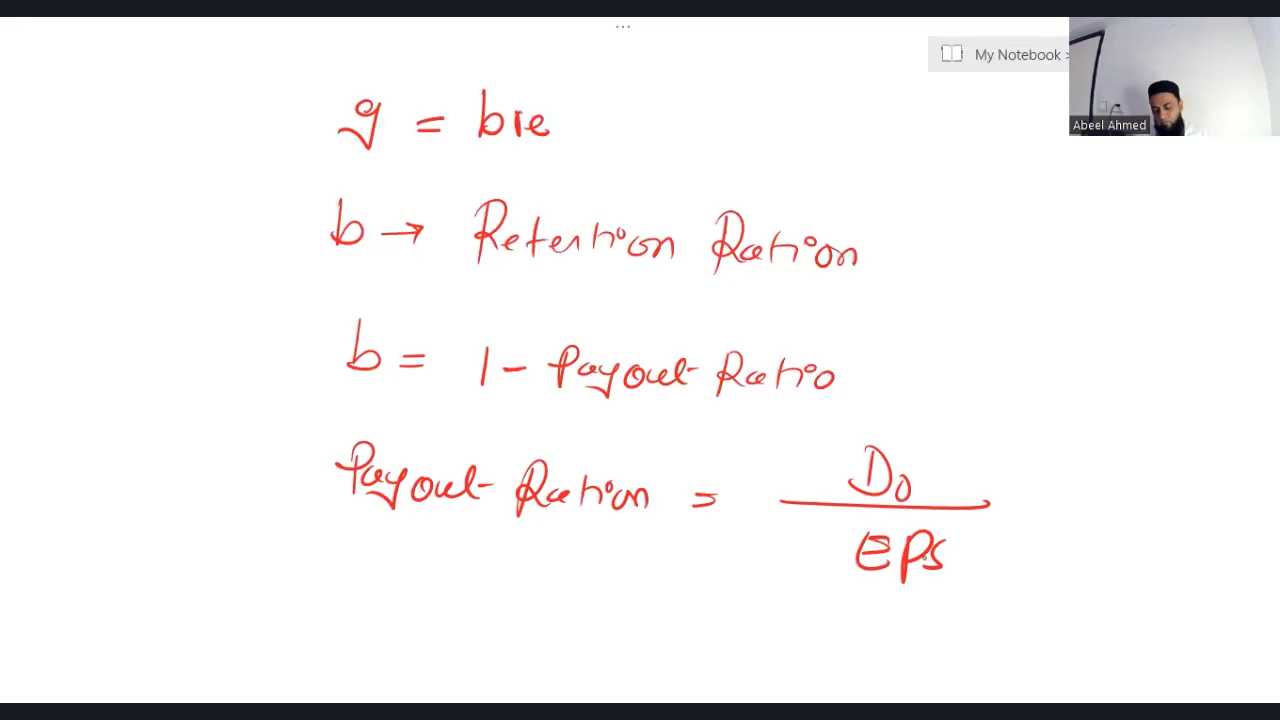 ...
My Notebook >
Abeel Ahmed
g = bre
b → Retention Ration
b = 1 - Payout Ratio
Payout Ration = D0
EPS